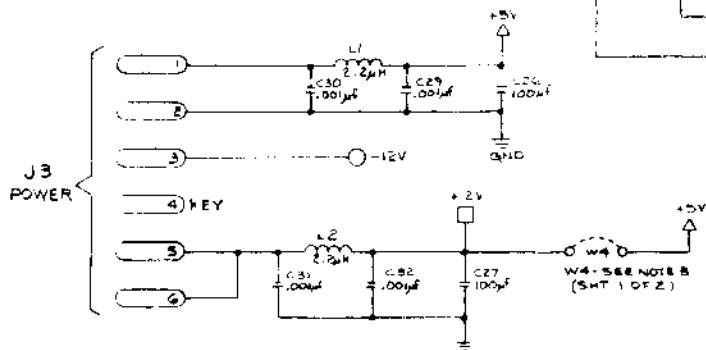 +5V
1
L1
2.2µH
C30
.001µf
C29
.001µf
C26
100µf
2
GND
J3
POWER
3
-12V
4
KEY
+ 2V
+5V
5
L2
2.2µH
C31
.001µf
C32
.001µf
C27
100µf
W4
W4-SEE NOTE 8
(SHT 1 OF 2)
6